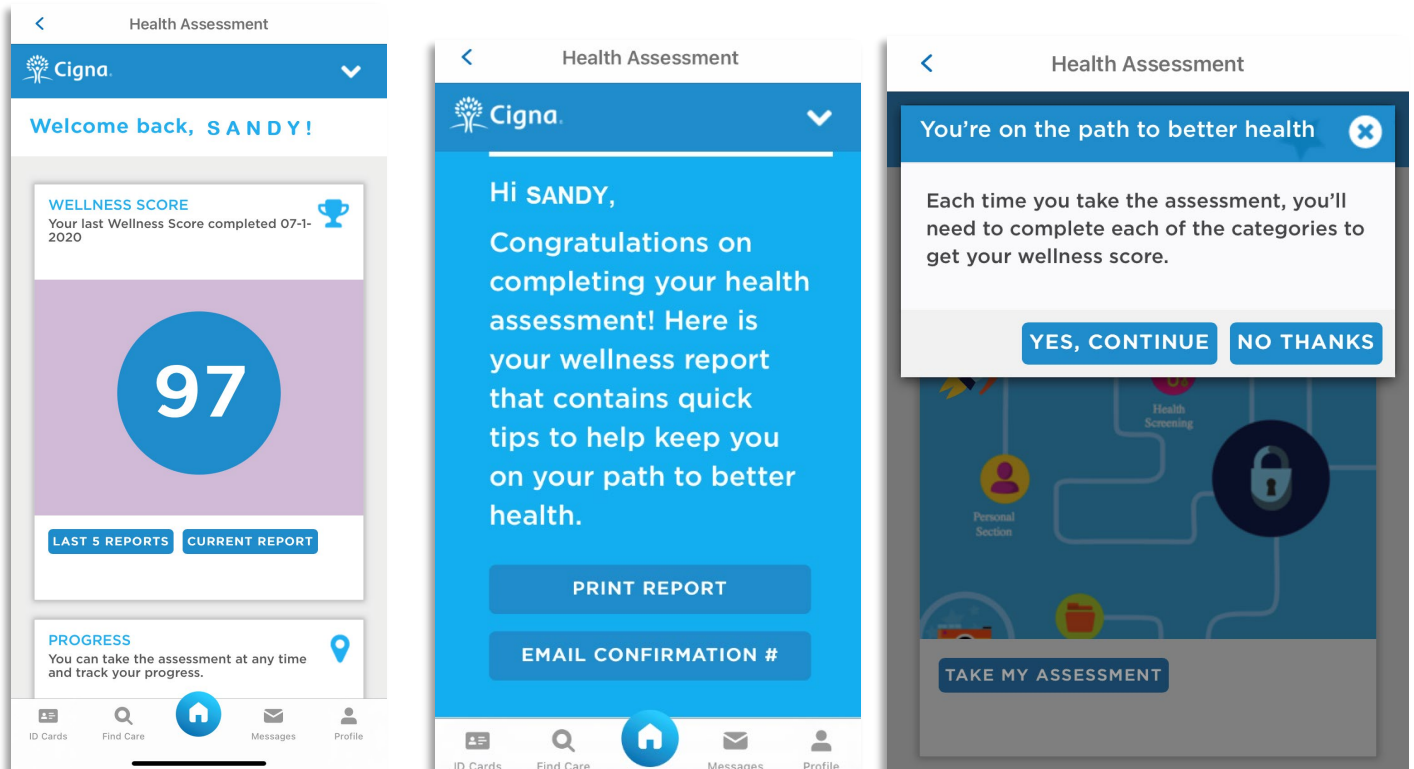 Health Assessment
Cigna.
Welcome back, SANDY!
WELLNESS SCORE
Your last Wellness Score completed 07-1-
2020
97
LAST 5 REPORTS CURRENT REPORT
PROGRESS
You can take the assessment at any time
and track your progress.
ID Cards Find Care Messages Profile
Health Assessment
Cigna.
Hi SANDY,
Congratulations on
completing your health
assessment! Here is
your wellness report
that contains quick
tips to help keep you
on your path to better
health.
PRINT REPORT
EMAIL CONFIRMATION #
ID Cards Find Care Messages Profile
Health Assessment
You're on the path to better health
Each time you take the assessment, you'll
need to complete each of the categories to
get your wellness score.
YES, CONTINUE NO THANKS
Health
Screening
Personal
Section
TAKE MY ASSESSMENT